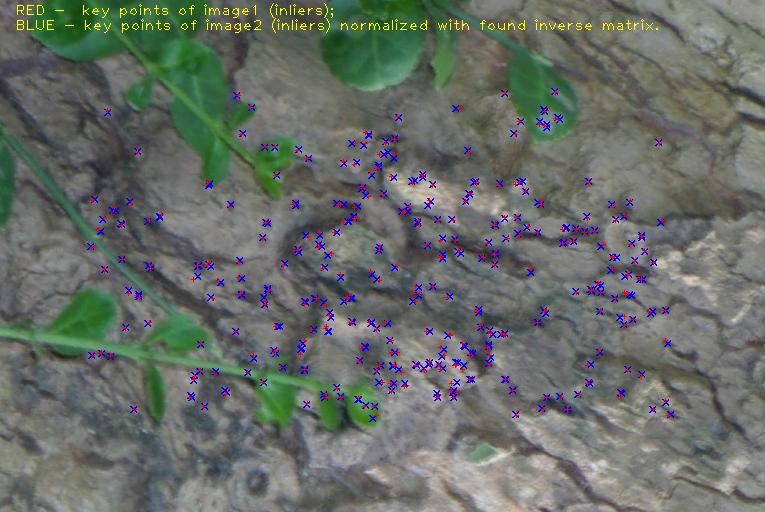 RED -  key points of image1 (inliers);
BLUE - key points of image2 (inliers) normalized with found inverse matrix.